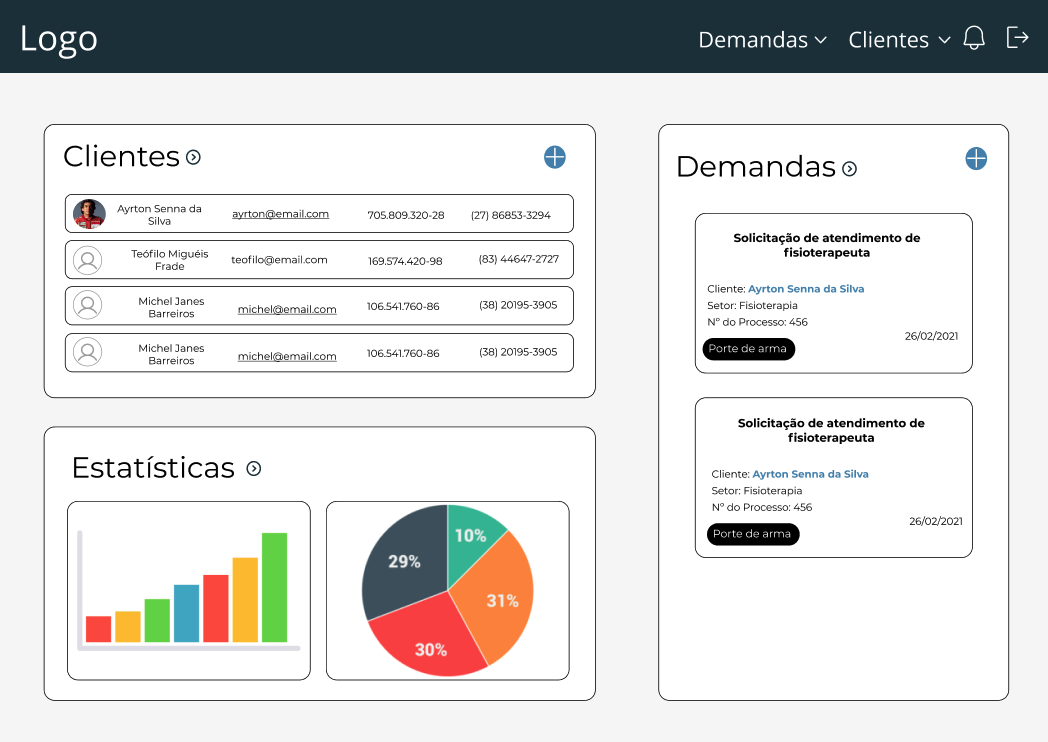 Logo
Demandas
Clientes
Clientes
Ayrton Senna da
Silva
ayrton@email.com
705.809.320-28
(27) 86853-3294
Teófilo Miguéis
Frade
teofilo@email.com
169.574.420-98
(83) 44647-2727
Michel Janes
Barreiros
michel@email.com
106.541.760-86
(38) 20195-3905
Michel Janes
Barreiros
michel@email.com
106.541.760-86
(38) 20195-3905
Estatísticas
10%
29%
31%
30%
Demandas
Solicitação de atendimento de
fisioterapeuta
Cliente: Ayrton Senna da Silva
Setor: Fisioterapia
Nº do Processo: 456
26/02/2021
Porte de arma
Solicitação de atendimento de
fisioterapeuta
Cliente: Ayrton Senna da Silva
Setor: Fisioterapia
Nº do Processo: 456
26/02/2021
Porte de arma